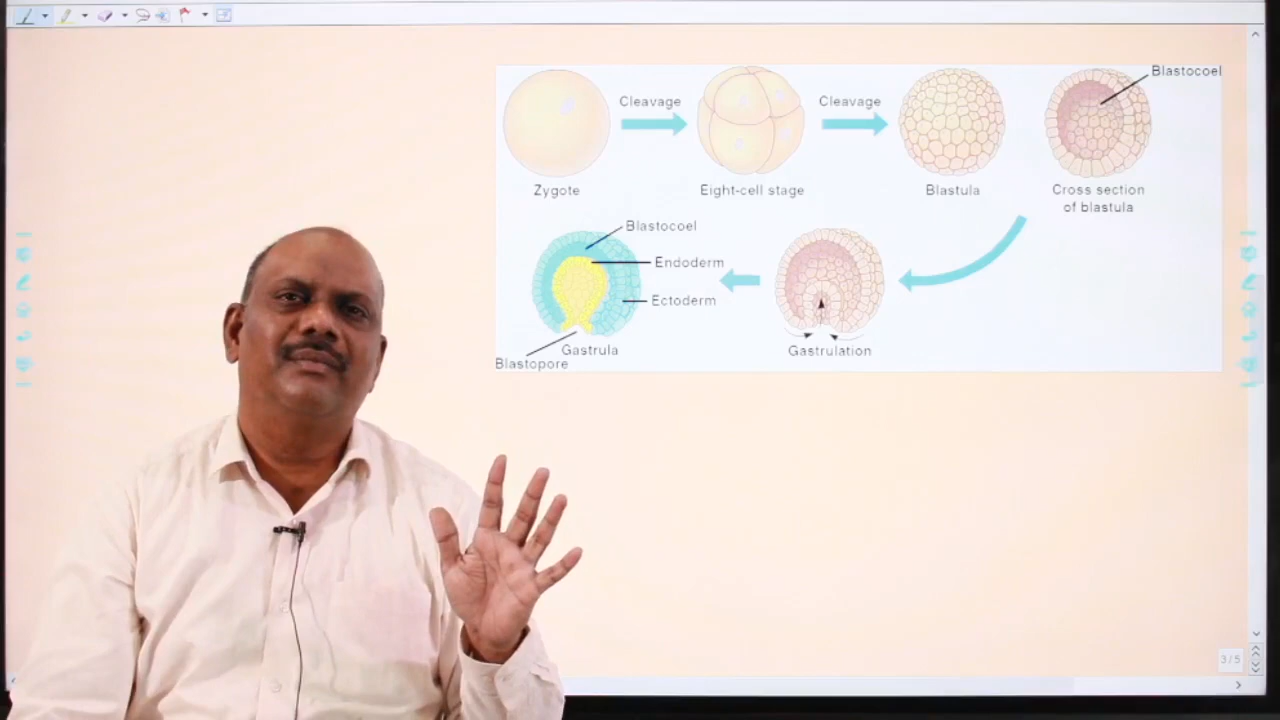 Blastocoel
Cleavage
Cleavage
Zygote
Eight-cell stage
Blastula
Cross section
of blastula
Blastocoel
Endoderm
Ectoderm
Gastrula
Blastopore
Gastrulation
3/5